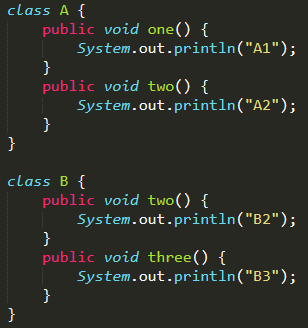 class A {
    public void one() {
        System.out.println("A1");
    }
    public void two() {
        System.out.println("A2");
    }
}

class B {
    public void two() {
        System.out.println("B2");
    }
    public void three() {
        System.out.println("B3");
    }
}